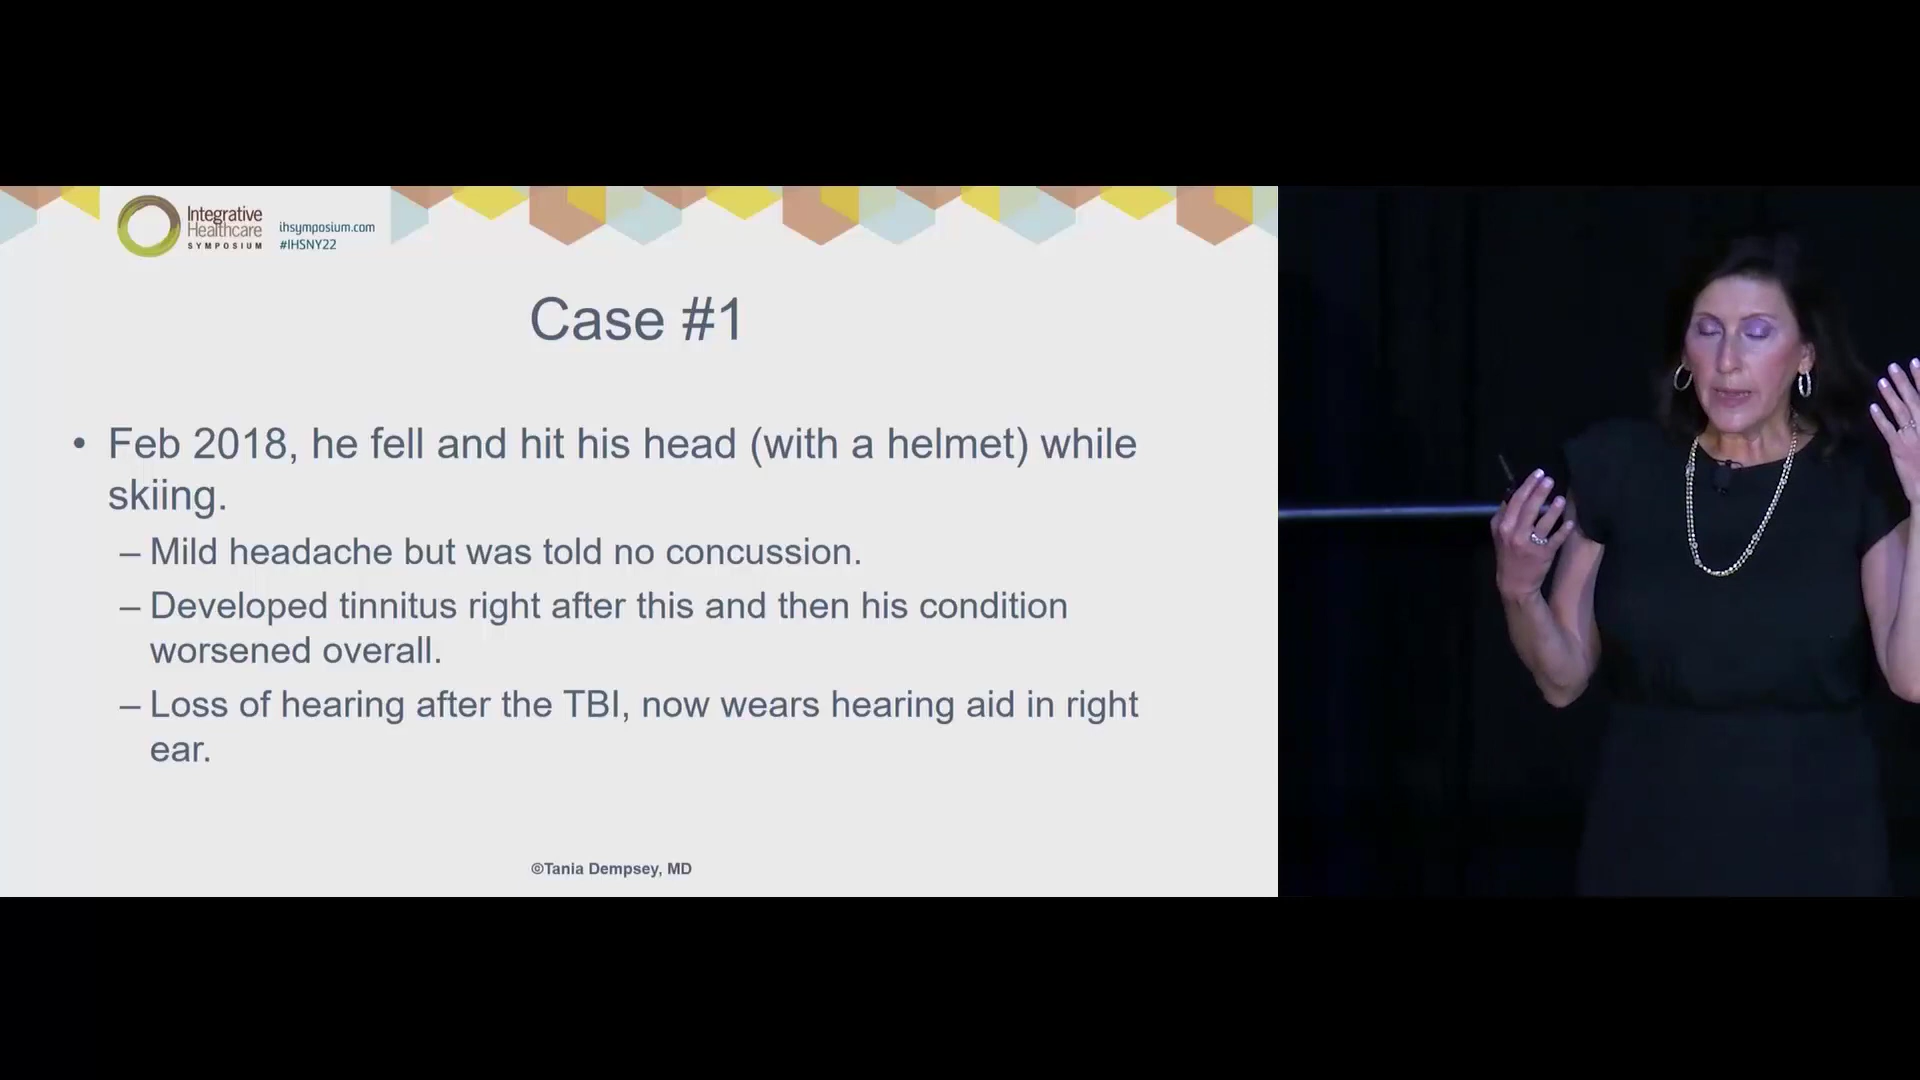 Integrative
Healthcare
SYMPOSIUM
ihsymposium.com
#IHSNY22
Case #1
• Feb 2018, he fell and hit his head (with a helmet) while
skiing.
– Mild headache but was told no concussion.
– Developed tinnitus right after this and then his condition
worsened overall.
– Loss of hearing after the TBI, now wears hearing aid in right
ear.
©Tania Dempsey, MD